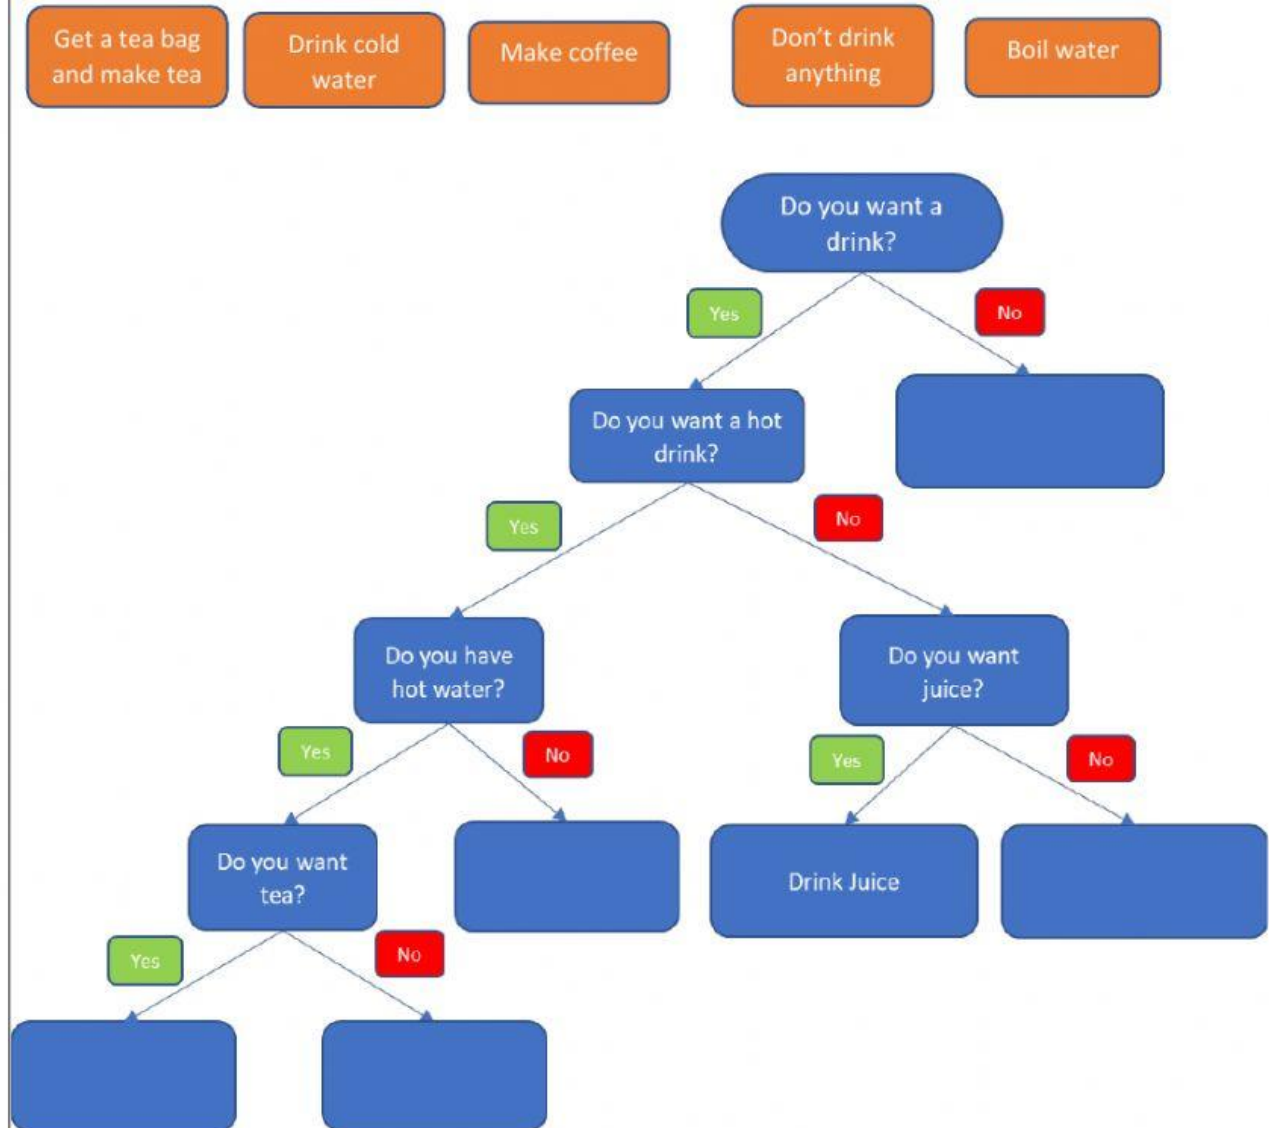 Get a tea bag
and make tea
Drink cold
water
Make coffee
Don't drink
anything
Boil water
Do you want a
drink?
Yes
No
Do you want a hot
drink?
Yes
No
Do you have
hot water?
Do you want
juice?
Yes
No
Yes
No
Do you want
tea?
Drink Juice
Yes
No